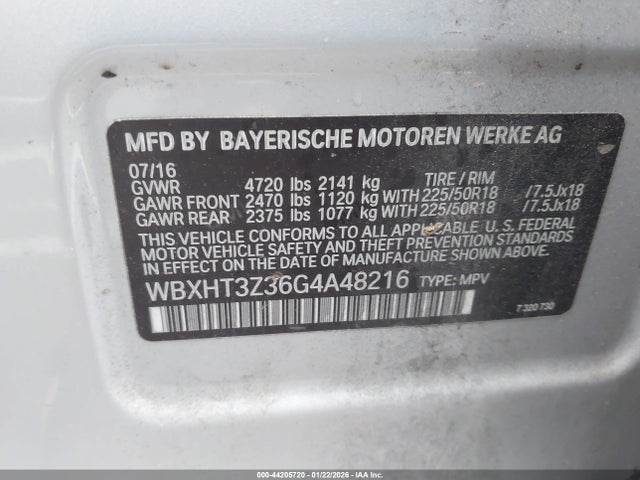 MFD BY BAYERISCHE MOTOREN WERKE AG
07/16 TIRE / RIM
GVWR 4720 lbs 2141 kg
GAWR FRONT 2470 lbs 1120 kg WITH 225/50R18 /7.5Jx18
GAWR REAR 2375 lbs 1077 kg WITH 225/50R18 /7.5Jx18
THIS VEHICLE CONFORMS TO ALL APPLICABLE U.S. FEDERAL
MOTOR VEHICLE SAFETY AND THEFT PREVENTION STANDARDS
IN EFFECT ON THE DATE OF MANUFACTURE SHOWN ABOVE.
WBXHT3Z36G4A48216 TYPE: MPV
7 320 730
000-44205720 - 01/22/2026 - IAA Inc.